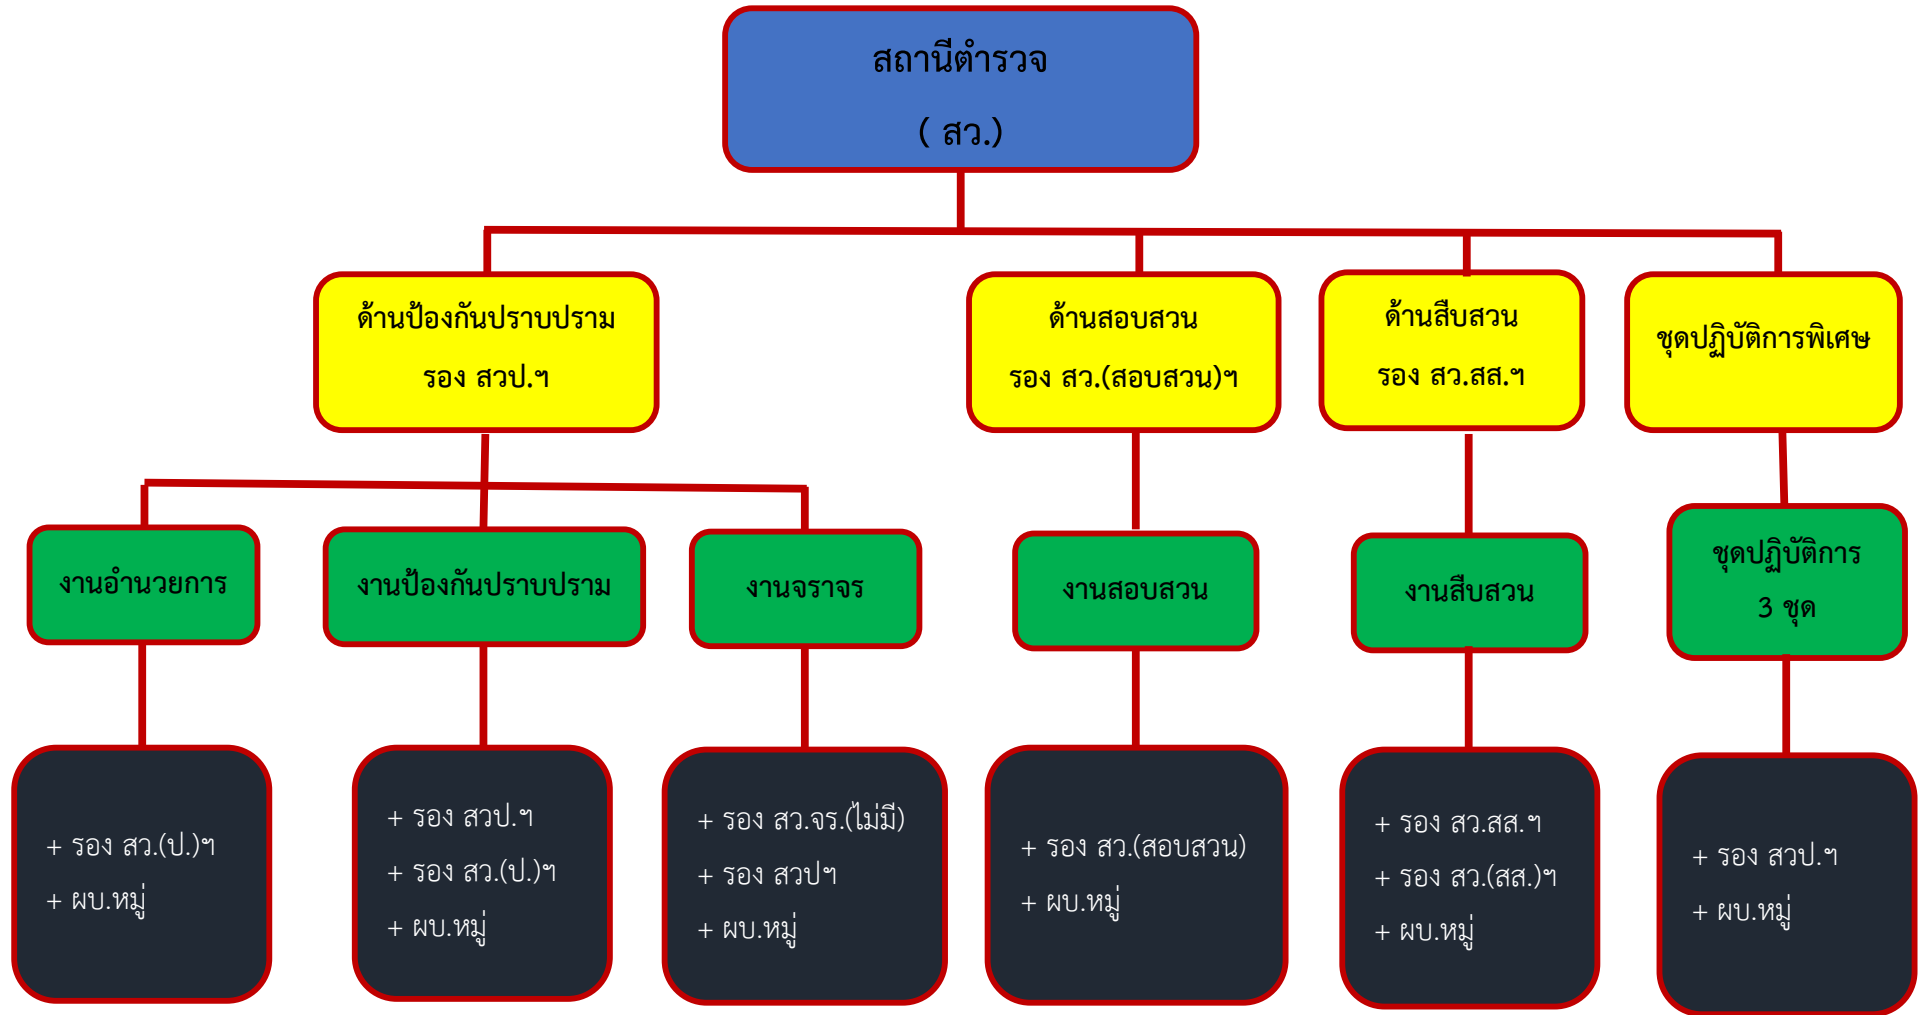 สถานีตำรวจ
( สว.)
ด้านป้องกันปราบปราม
รอง สวป.ฯ
ด้านสอบสวน
รอง สว.(สอบสวน)ฯ
ด้านสืบสวน
รอง สว.สส.ฯ
ชุดปฏิบัติการพิเศษ
งานอำนวยการ
งานป้องกันปราบปราม
งานจราจร
งานสอบสวน
งานสืบสวน
ชุดปฏิบัติการ
3 ชุด
+ รอง สว.(ป.)ฯ
+ ผบ.หมู่
+ รอง สวป.ฯ
+ รอง สว.(ป.)ฯ
+ ผบ.หมู่
+ รอง สว.จร.(ไม่มี)
+ รอง สวปฯ
+ ผบ.หมู่
+ รอง สว.(สอบสวน)
+ ผบ.หมู่
+ รอง สว.สส.ฯ
+ รอง สว.(สส.)ฯ
+ ผบ.หมู่
+ รอง สวป.ฯ
+ ผบ.หมู่